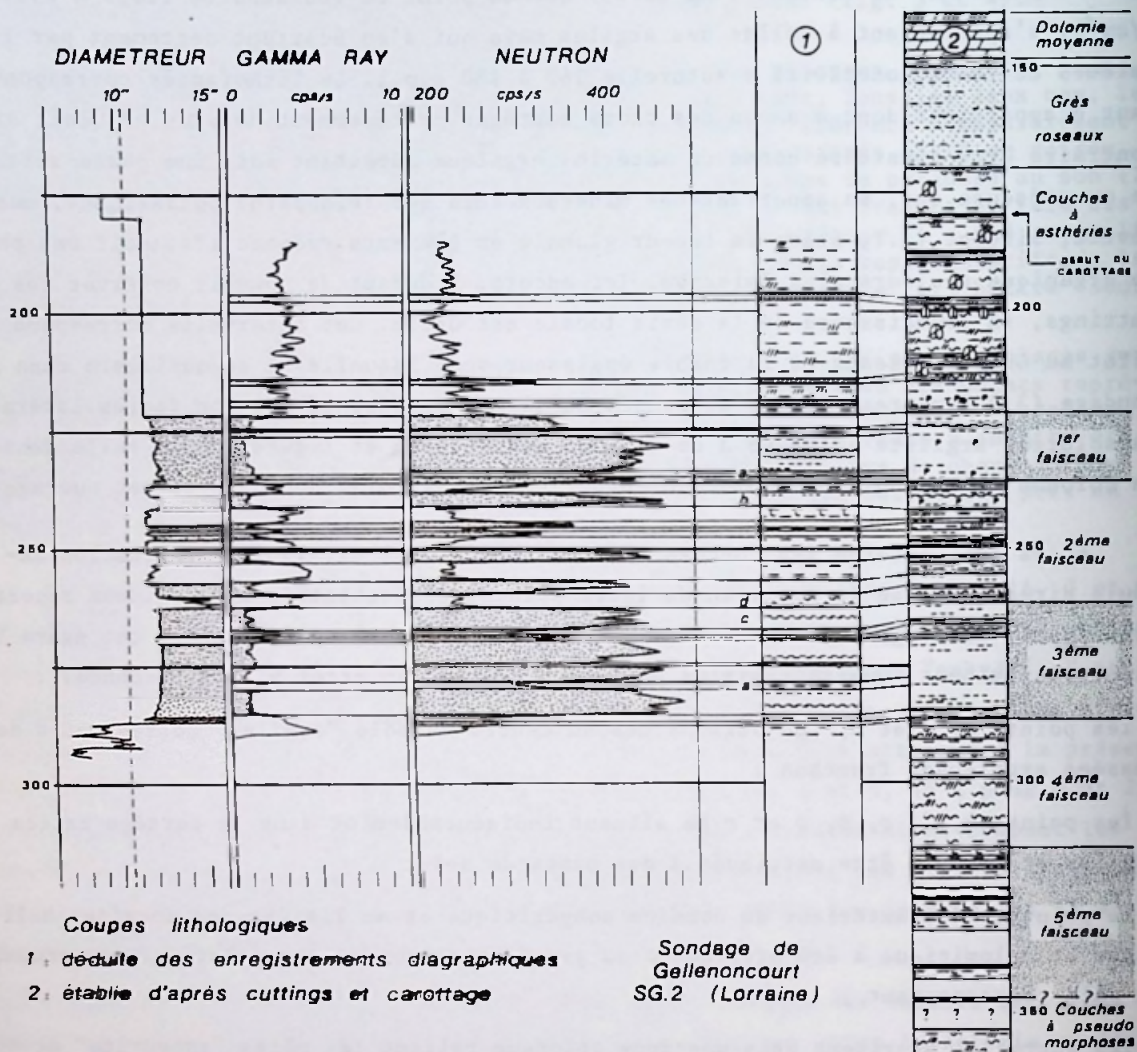 DIAMETREUR GAMMA RAY NEUTRON
10" 15" 0 cps/s 10 200 cps/s 400
1 2
Dolomie
moyenne
150
Grès
à
roseaux
Couches
à
esthéries
DEBUT DU
CAROTTAGE
200
200
1er
faisceau
b
250
250 2ème
faisceau
d
c
3ème
faisceau
a
300
300 4ème
faisceau
5ème
faisceau
? ?
? ? ?
350 Couches
à pseudo
morphoses
Coupes lithologiques
1: déduite des enregistrements diagraphiques
2: établie d'après cuttings et carottage
Sondage de
Gellenoncourt
SG.2 (Lorraine)